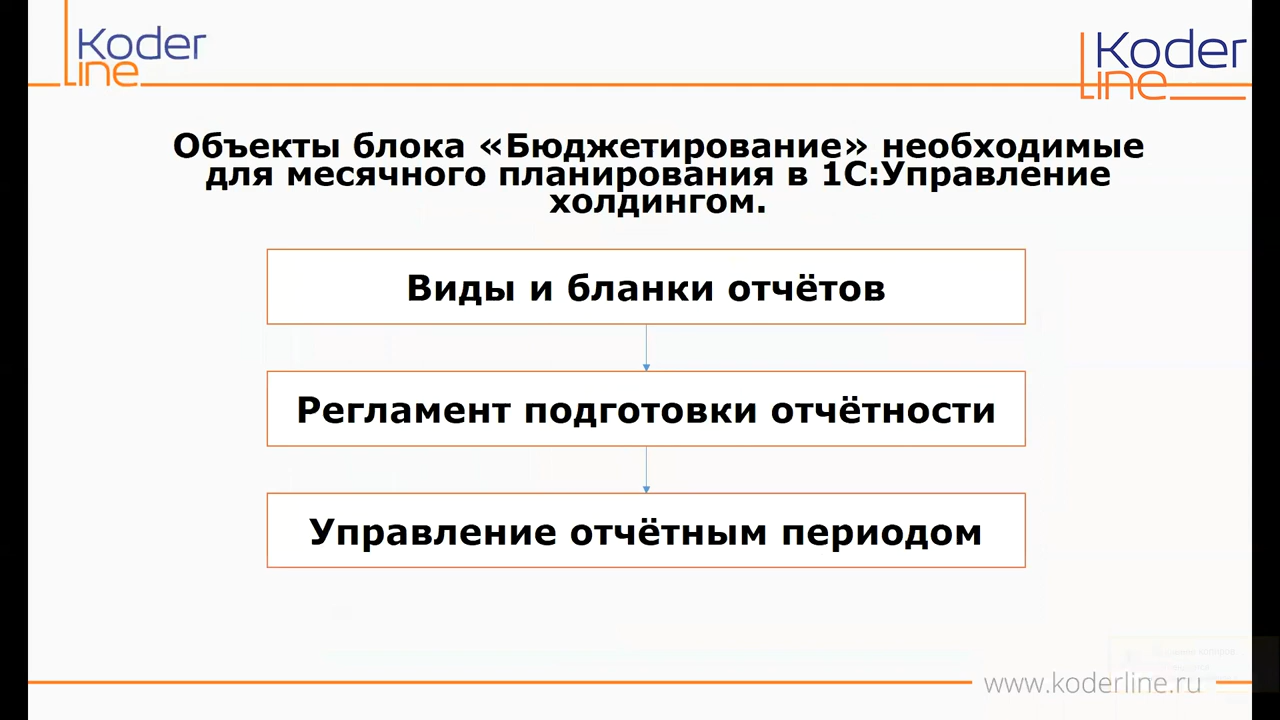 Koder
line
Koder
line
Объекты блока «Бюджетирование» необходимые
для месячного планирования в 1С:Управление
холдингом.
Виды и бланки отчётов
Регламент подготовки отчётности
Управление отчётным периодом
www.koderline.ru